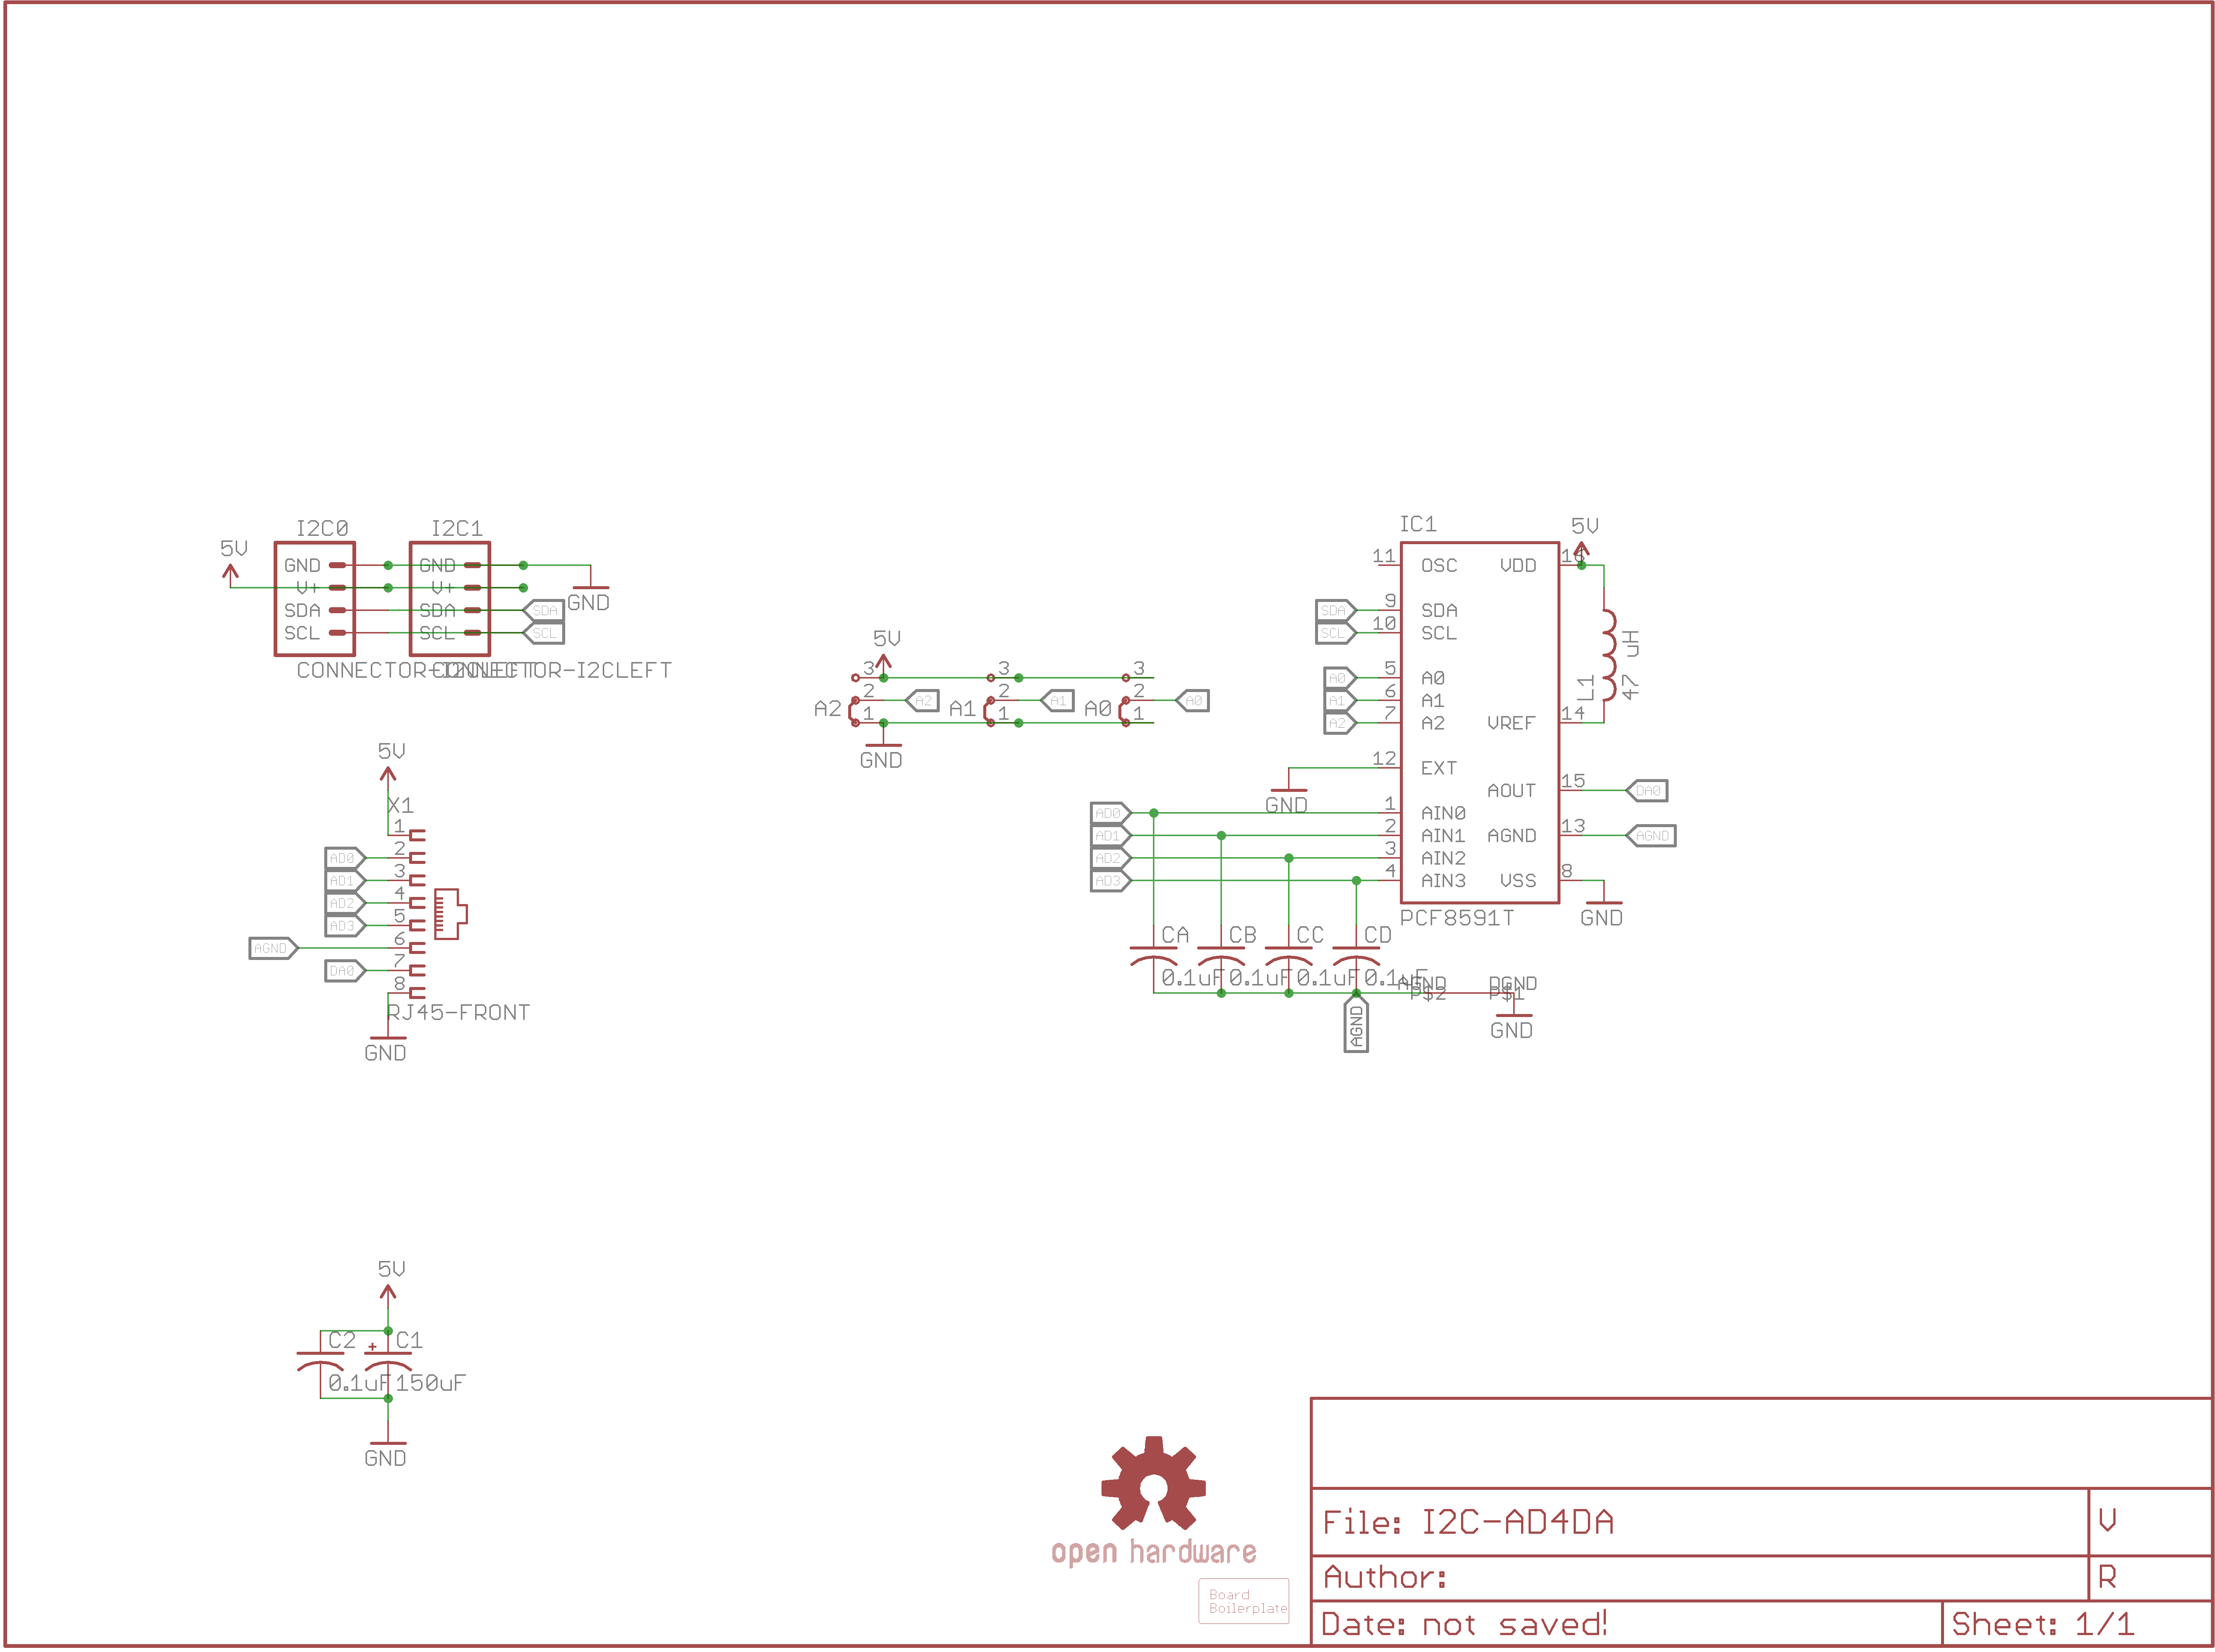 I2C0
I2C1
5V
GND
V+
SDA
SCL
GND
V+
SDA
SCL
SDA
SCL
GND
CONNECTOR-I2CLEFT
CONNECTOR-I2CLEFT
5V
3
2
1
A2
A2
GND
3
2
1
A1
A1
3
2
1
A0
A0
IC1
5V
11
OSC
VDD
16
SDA
9
SDA
SCL
10
SCL
A0
5
A0
A1
6
A1
A2
7
A2
VREF
14
L1
47
uH
12
EXT
GND
AOUT
15
DA0
AD0
1
AIN0
AD1
2
AIN1
AGND
13
AGND
AD2
3
AIN2
AD3
4
AIN3
VSS
8
GND
PCF8591T
CA
0.1uF
CB
0.1uF
CC
0.1uF
CD
0.1uF
AGND
PS2
DGND
PS1
GND
AGND
5V
X1
1
2
3
4
5
6
7
8
AD0
AD1
AD2
AD3
AGND
DA0
RJ45-FRONT
GND
5V
C2
C1
+
0.1uF
150uF
GND
open hardware
Board
Boilerplate
File: I2C-AD4DA
V
Author:
R
Date: not saved!
Sheet: 1/1